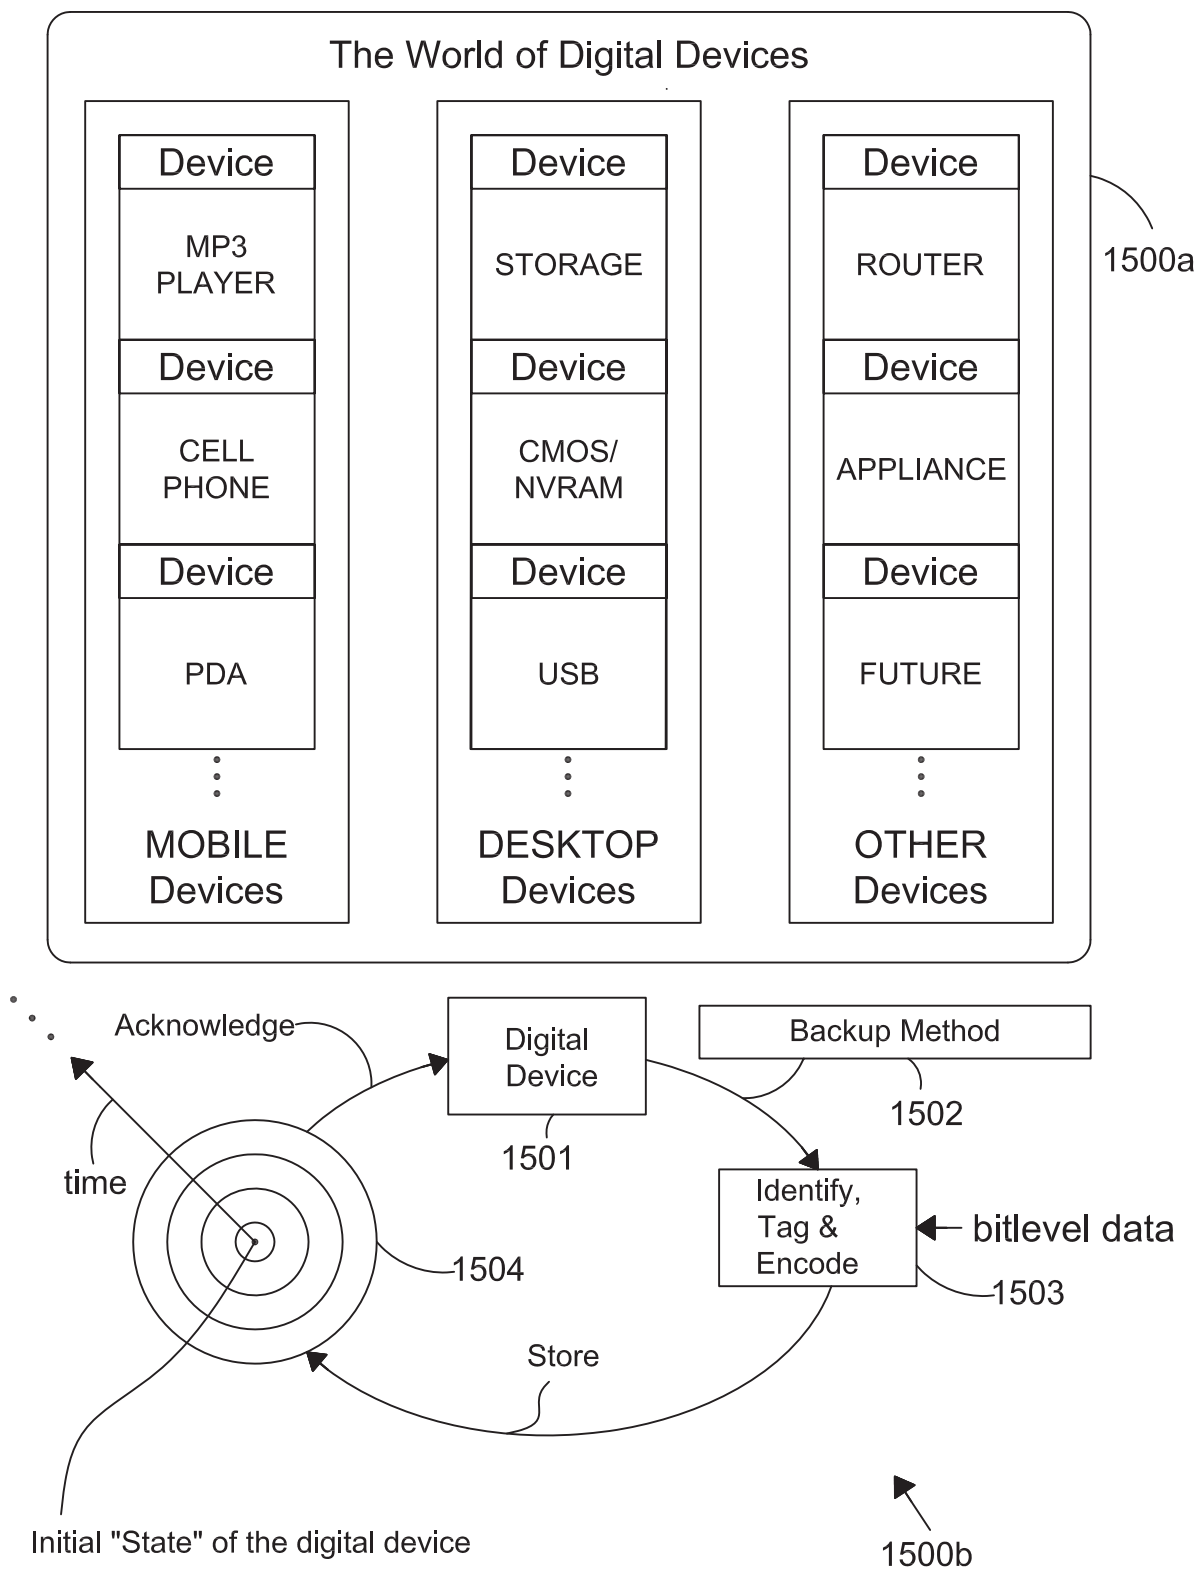 The World of Digital Devices
Device
MP3
PLAYER
Device
CELL
PHONE
Device
PDA
MOBILE
Devices
Device
STORAGE
Device
CMOS/
NVRAM
Device
USB
DESKTOP
Devices
Device
ROUTER
Device
APPLIANCE
Device
FUTURE
OTHER
Devices
1500a
Acknowledge
Digital
Device
1501
Backup Method
1502
time
Identify,
Tag &
Encode
bitlevel data
1503
1504
Store
Initial "State" of the digital device
1500b